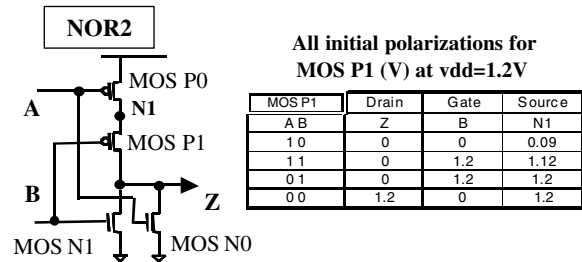 NOR2
MOS P0
N1
A
MOS P1
B
Z
MOS N1
MOS N0
All initial polarizations for
MOS P1 (V) at vdd=1.2V
MOS P1 Drain Gate Source
A B Z B N1
1 0 0 0 0.09
1 1 0 1.2 1.12
0 1 0 1.2 1.2
0 0 1.2 0 1.2